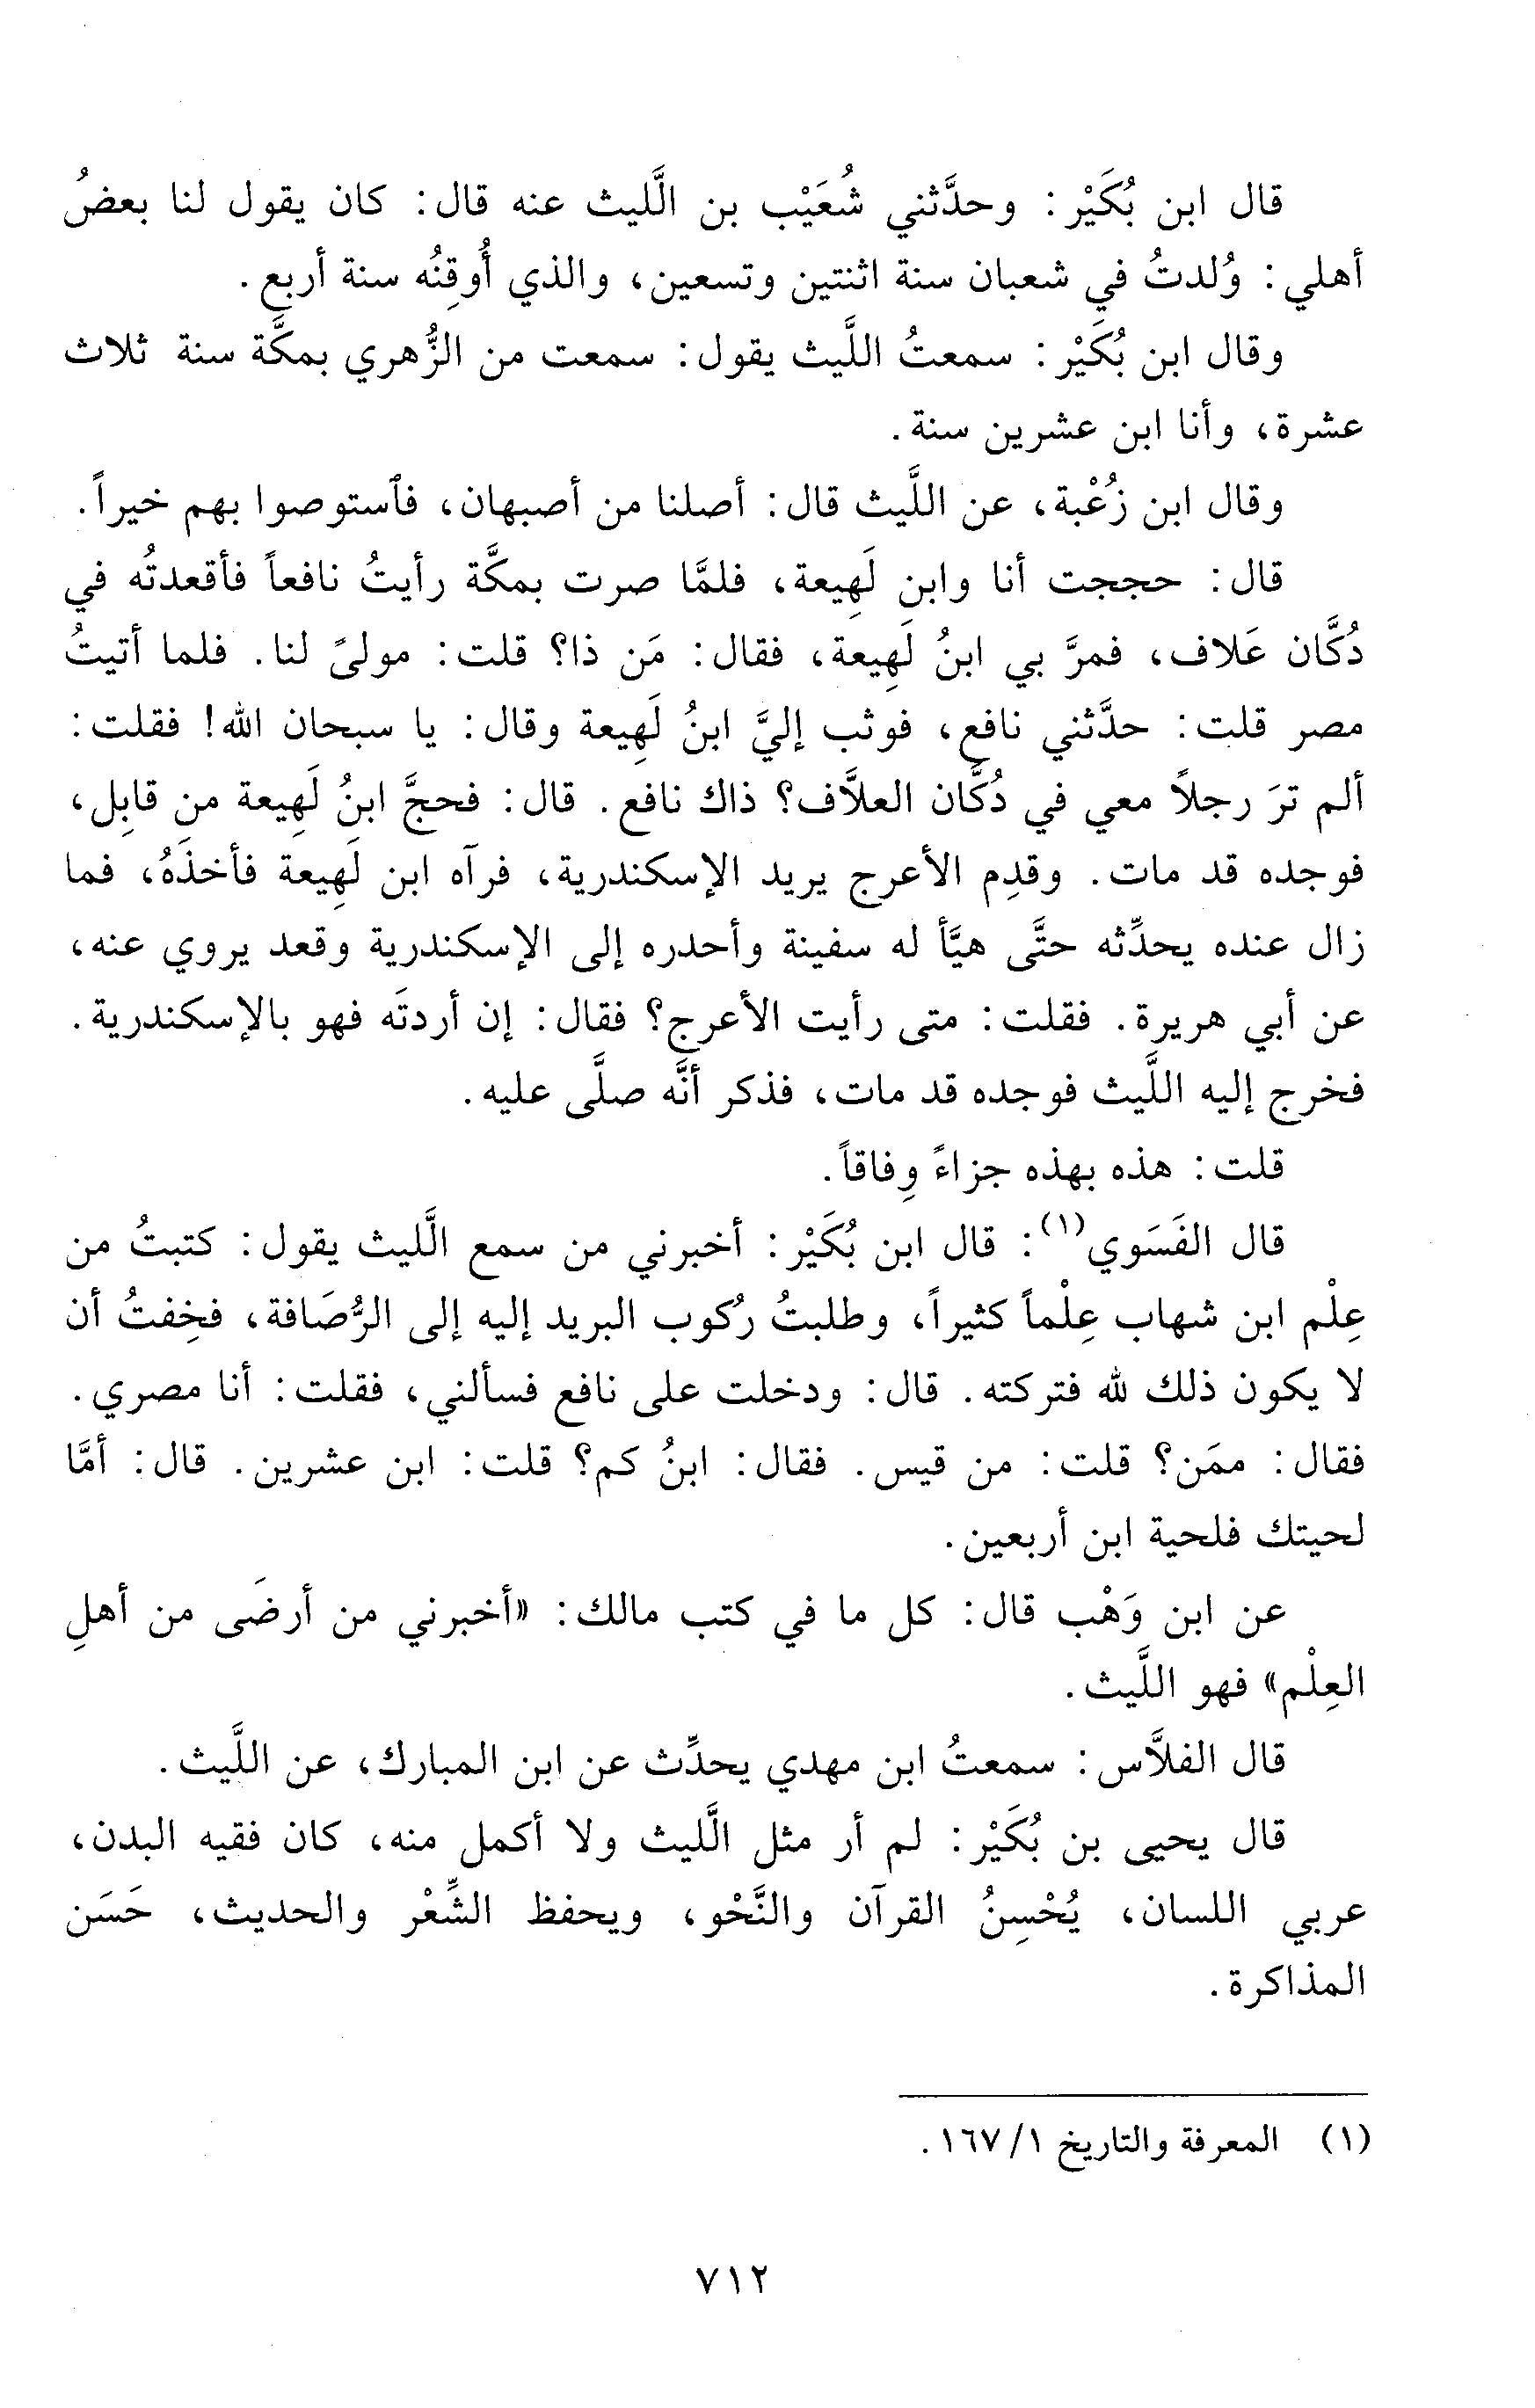 قال ابن بُكَيْر: وحدَّثني شُعَيْب بن الَّليث عنه قال: كان يقول لنا بعضُ
أهلي: وُلدتُ في شعبان سنة اثنتين وتسعين، والذي أُوقِنُه سنة أربع.
وقال ابن بُكَيْر: سمعتُ اللَّيث يقول: سمعت من الزُّهري بمكَّة سنة ثلاث
عشرة، وأنا ابن عشرين سنة.
وقال ابن زُغْبة، عن اللَّيث قال: أصلنا من أصبهان، فٱستوصوا بهم خيراً.
قال: حججت أنا وابن لَهِيعة، فلمَّا صرت بمكَّة رأيتُ نافعاً فأقعدتُه في
دُكَّان عَلاف، فمرَّ بي ابنُ لَهِيعة، فقال: مَن ذا؟ قلت: مولىً لنا. فلما أتيتُ
مصر قلت: حدَّثني نافع، فوثب إليَّ ابنُ لَهِيعة وقال: يا سبحان الله! فقلت:
ألم ترَ رجلاً معي في دُكَّان العلاَّف؟ ذاك نافع. قال: فحجَّ ابنُ لَهِيعة من قابِل،
فوجده قد مات. وقدِم الأعرج يريد الإسكندرية، فرآه ابن لَهِيعة فأخذَهُ، فما
زال عنده يحدِّثه حتَّى هيَّأ له سفينة وأحدره إلى الإسكندرية وقعد يروي عنه،
عن أبي هريرة. فقلت: متى رأيت الأعرج؟ فقال: إن أردتَه فهو بالإسكندرية.
فخرج إليه اللَّيث فوجده قد مات، فذكر أنَّه صلَّى عليه.
قلت: هذه بهذه جزاءً وِفاقاً.
قال الفَسَوي(١): قال ابن بُكَيْر: أخبرني من سمع الَّليث يقول: كتبتُ من
عِلْم ابن شهاب عِلْماً كثيراً، وطلبتُ رُكوب البريد إليه إلى الرُّصَافة، فخِفتُ أن
لا يكون ذلك لله فتركته. قال: ودخلت على نافع فسألني، فقلت: أنا مصري.
فقال: ممَن؟ قلت: من قيس. فقال: ابنُ كم؟ قلت: ابن عشرين. قال: أمَّا
لحيتك فلحية ابن أربعين.
عن ابن وَهْب قال: كل ما في كتب مالك: «أخبرني من أرضَى من أهلِ
العِلْم» فهو اللَّيث.
قال الفلاَّس: سمعتُ ابن مهدي يحدِّث عن ابن المبارك، عن اللَّيث.
قال يحيى بن بُكَيْر: لم أر مثل الَّليث ولا أكمل منه، كان فقيه البدن،
عربي اللسان، يُحْسِنُ القرآن والنَّحْو، ويحفظ الشِّعْر والحديث، حَسَن
المذاكرة.
(١) المعرفة والتاريخ ١/ ١٦٧.
٧١٢